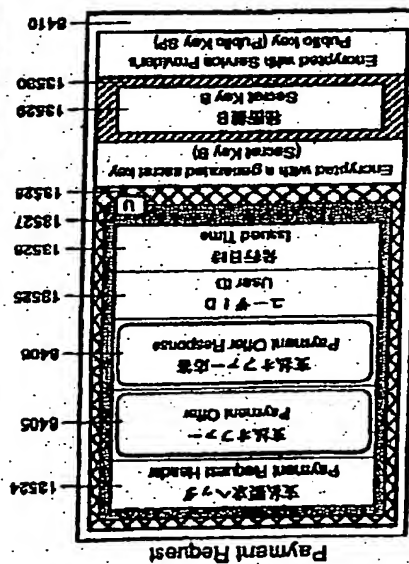 Payment Request
支払要求ヘッダ
Payment Request Header
13524
支払オファー
Payment Offer
8405
支払オファー応答
Payment Offer Response
8406
ユーザID
User ID
13525
発行日時
Issued Time
13526
13527
U
13528
Encrypted with a generated secret key
(Secret Key B)
秘密鍵B
Secret Key B
13529
13530
Encrypted with Service Provider's
Public key (Public Key SP)
8410